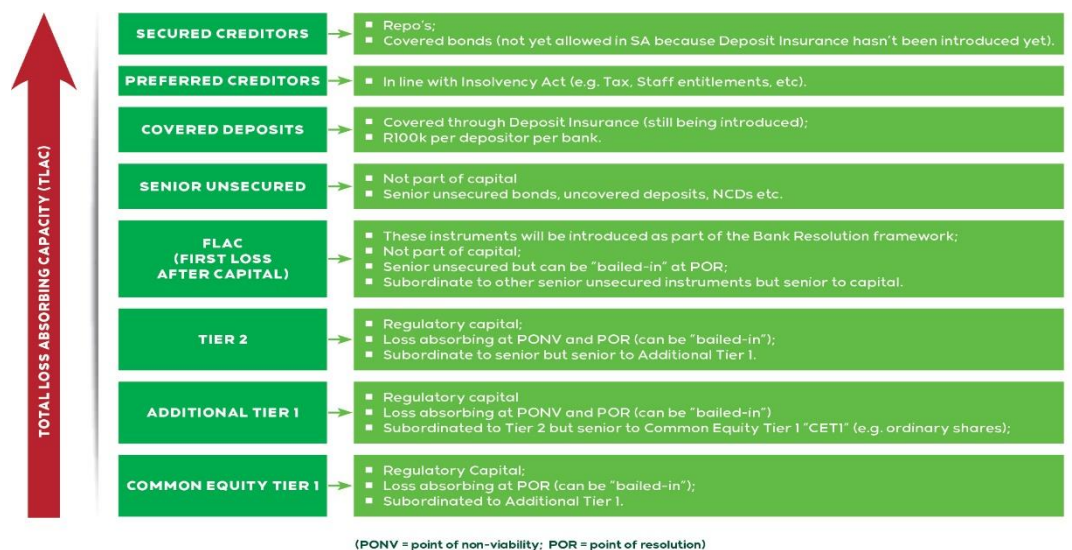 TOTAL LOSS ABSORBING CAPACITY (TLAC)
SECURED CREDITORS
▪ Repo's;
▪ Covered bonds (not yet allowed in SA because Deposit Insurance hasn't been introduced yet).
PREFERRED CREDITORS
▪ In line with Insolvency Act (e.g. Tax, Staff entitlements, etc).
COVERED DEPOSITS
▪ Covered through Deposit Insurance (still being introduced);
▪ R100k per depositor per bank.
SENIOR UNSECURED
▪ Not part of capital
▪ Senior unsecured bonds, uncovered deposits, NCDs etc.
FLAC
(FIRST LOSS
AFTER CAPITAL)
▪ These instruments will be introduced as part of the Bank Resolution framework;
▪ Not part of capital;
▪ Senior unsecured but can be "bailed-in" at POR;
▪ Subordinate to other senior unsecured instruments but senior to capital.
TIER 2
▪ Regulatory capital;
▪ Loss absorbing at PONV and POR (can be "bailed-in");
▪ Subordinate to senior but senior to Additional Tier 1.
ADDITIONAL TIER 1
▪ Regulatory capital
▪ Loss absorbing at PONV and POR (can be "bailed-in")
▪ Subordinated to Tier 2 but senior to Common Equity Tier 1 "CET1" (e.g. ordinary shares);
COMMON EQUITY TIER 1
▪ Regulatory Capital;
▪ Loss absorbing at POR (can be "bailed-in");
▪ Subordinated to Additional Tier 1.
(PONV = point of non-viability; POR = point of resolution)